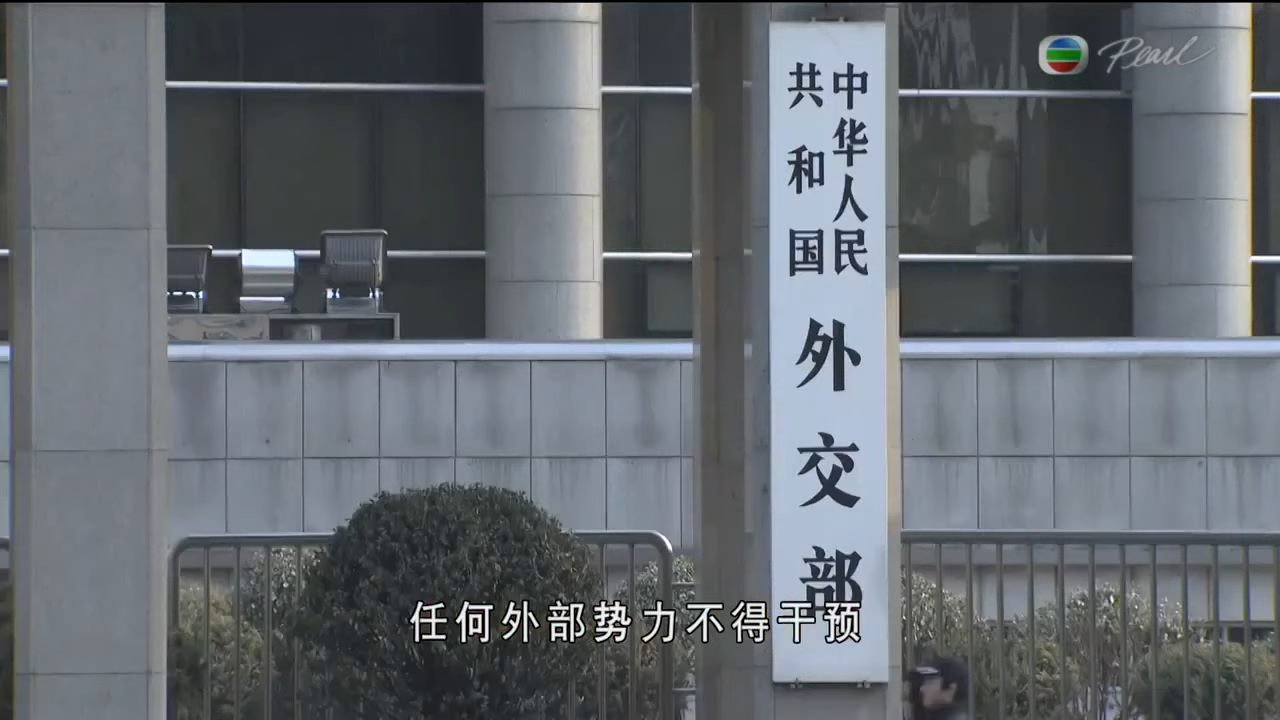 Pearl
中华人民
共和国
外交部
任何外部势力不得干预